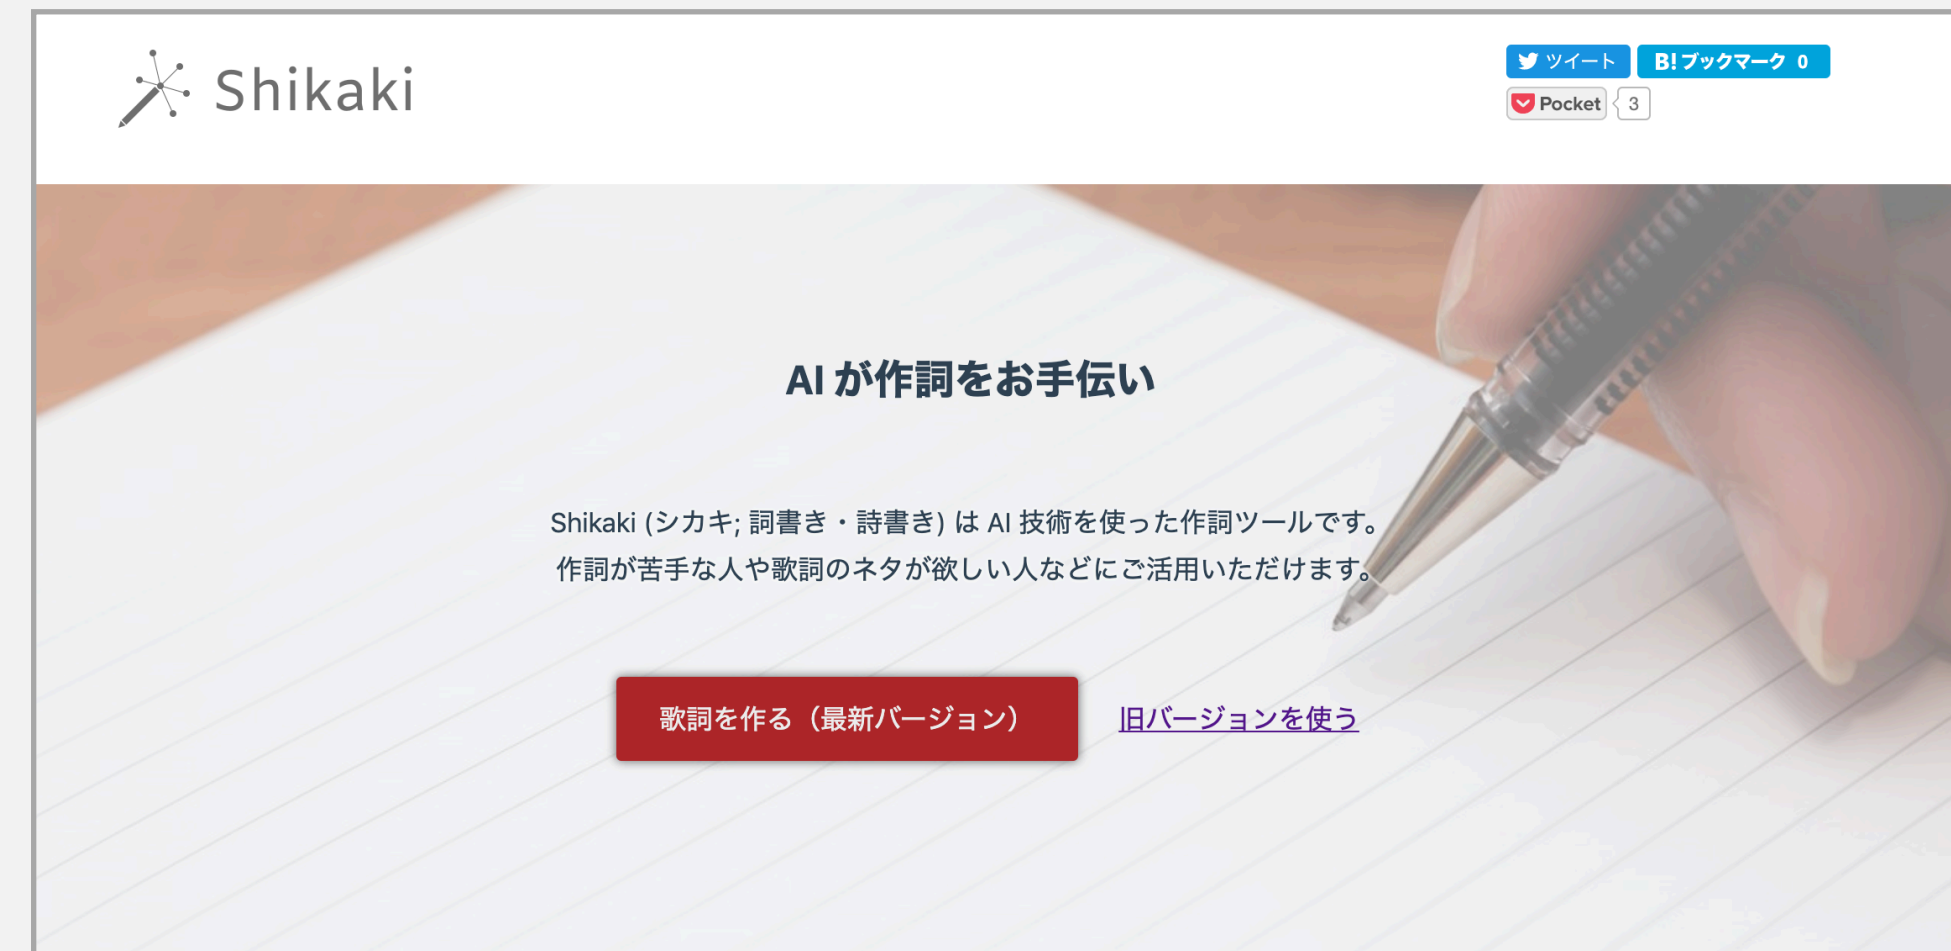 Shikaki
ツイート
B! ブックマーク 0
Pocket 3
AI が作詞をお手伝い
Shikaki (シカキ; 詞書き・詩書き) は AI 技術を使った作詞ツールです。
作詞が苦手な人や歌詞のネタが欲しい人などにご活用いただけます。
歌詞を作る（最新バージョン）
旧バージョンを使う